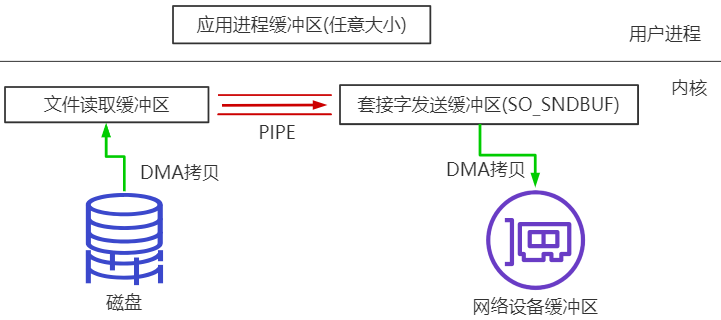 应用进程缓冲区(任意大小)
用户进程
内核
文件读取缓冲区
套接字发送缓冲区(SO_SNDBUF)
PIPE
DMA拷贝
DMA拷贝
磁盘
网络设备缓冲区